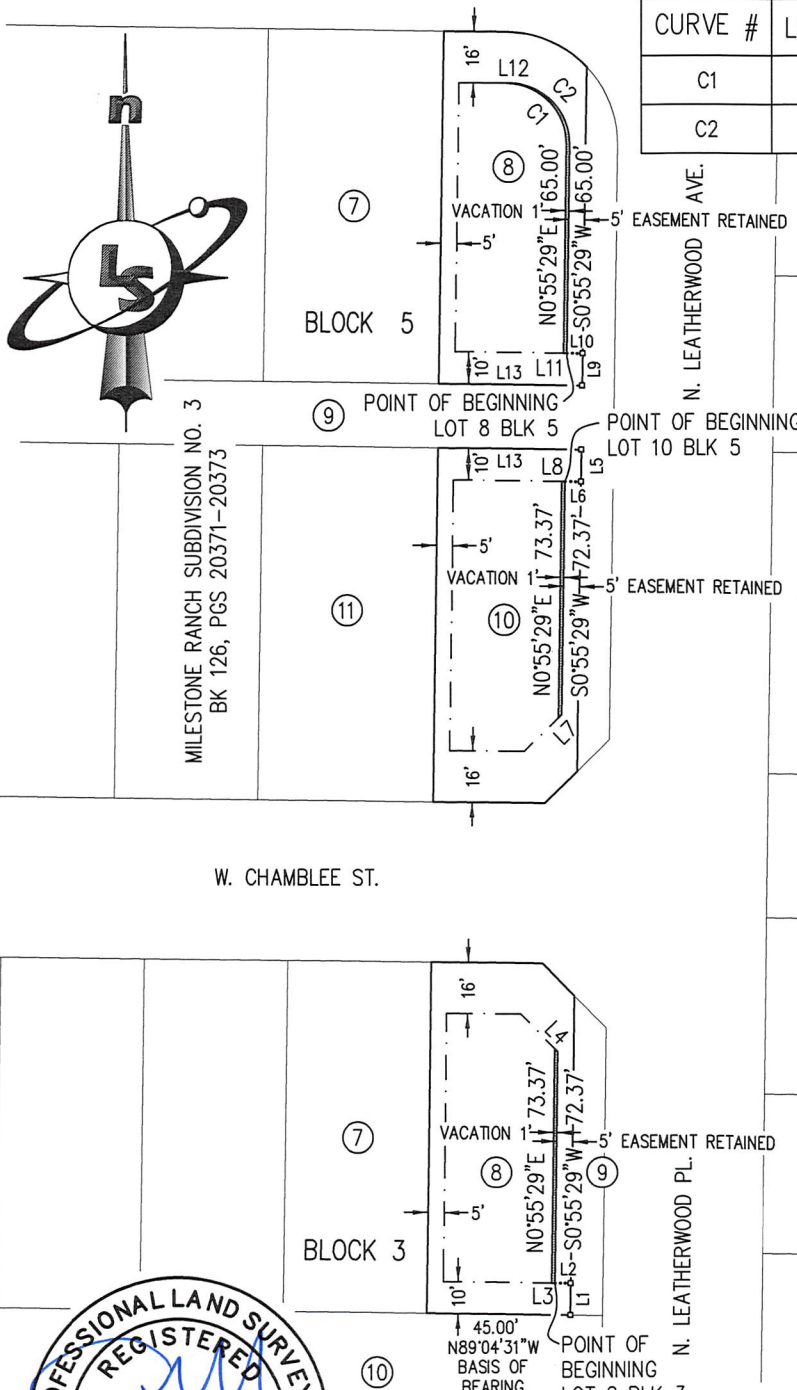 CURVE #
C1
C2
n
LS
16'
L12
C2
C1
8
7
N0°55'29"E 65.00'
S0°55'29"W 65.00'
VACATION 1'
5' EASEMENT RETAINED
N. LEATHERWOOD AVE.
5'
BLOCK 5
L10
10'
L13
L11
L9
9
POINT OF BEGINNING
LOT 8 BLK 5
POINT OF BEGINNING
LOT 10 BLK 5
10'
L13
L8
L5
L6
MILESTONE RANCH SUBDIVISION NO. 3
BK 126, PGS 20371-20373
5'
N0°55'29"E 73.37'
S0°55'29"W 72.37'
VACATION 1'
5' EASEMENT RETAINED
11
10
L7
16'
W. CHAMBLEE ST.
16'
L4
7
N0°55'29"E 73.37'
S0°55'29"W 72.37'
VACATION 1'
5' EASEMENT RETAINED
8
9
5'
BLOCK 3
N. LEATHERWOOD PL.
L2
10'
L3
L1
45.00'
N89°04'31"W
BASIS OF
BEARING
POINT OF
BEGINNING
10
PROFESSIONAL LAND SURVEY
REGISTERED